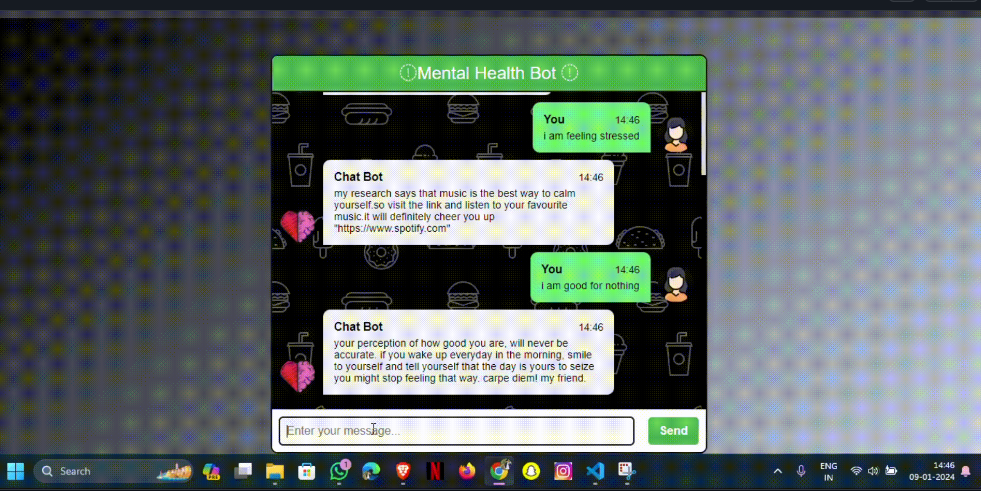 Mental Health Bot
You 14:46
i am feeling stressed
Chat Bot 14:46
my research says that music is the best way to calm
yourself.so visit the link and listen to your favourite
music.it will definitely cheer you up
"https://www.spotify.com"
You 14:46
i am good for nothing
Chat Bot 14:46
your perception of how good you are, will never be
accurate. if you wake up everyday in the morning, smile
to yourself and tell yourself that the day is yours to seize
you might stop feeling that way. carpe diem! my friend.
Enter your message...
Send
Search
ENG
IN
14:46
09-01-2024